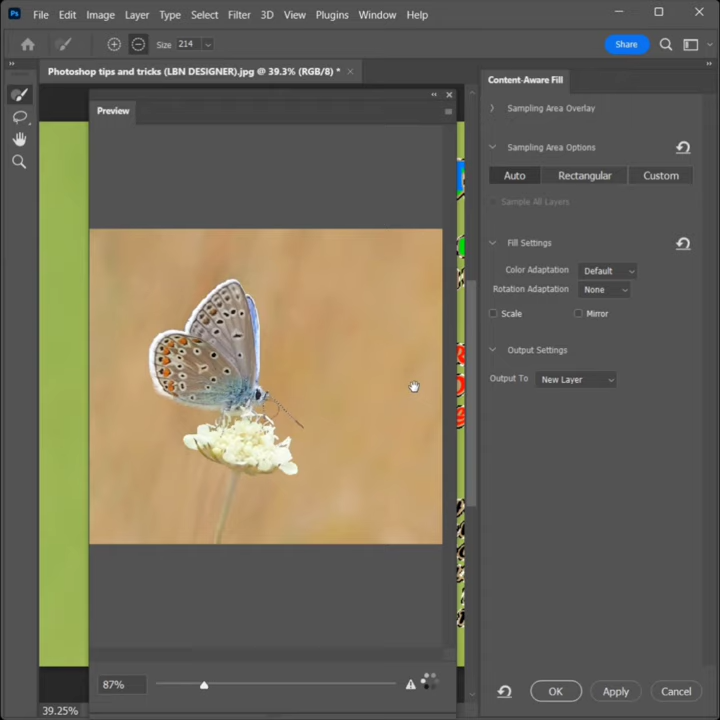 Ps File Edit Image Layer Type Select Filter 3D View Plugins Window Help
Size 214 Share
Photoshop tips and tricks (LBN DESIGNER).jpg @ 39.3% (RGB/8) *
Preview
Content-Aware Fill
Sampling Area Overlay
Sampling Area Options
Auto Rectangular Custom
Sample All Layers
Fill Settings
Color Adaptation Default
Rotation Adaptation None
Scale Mirror
Output Settings
Output To New Layer
87%
OK Apply Cancel
39.25%